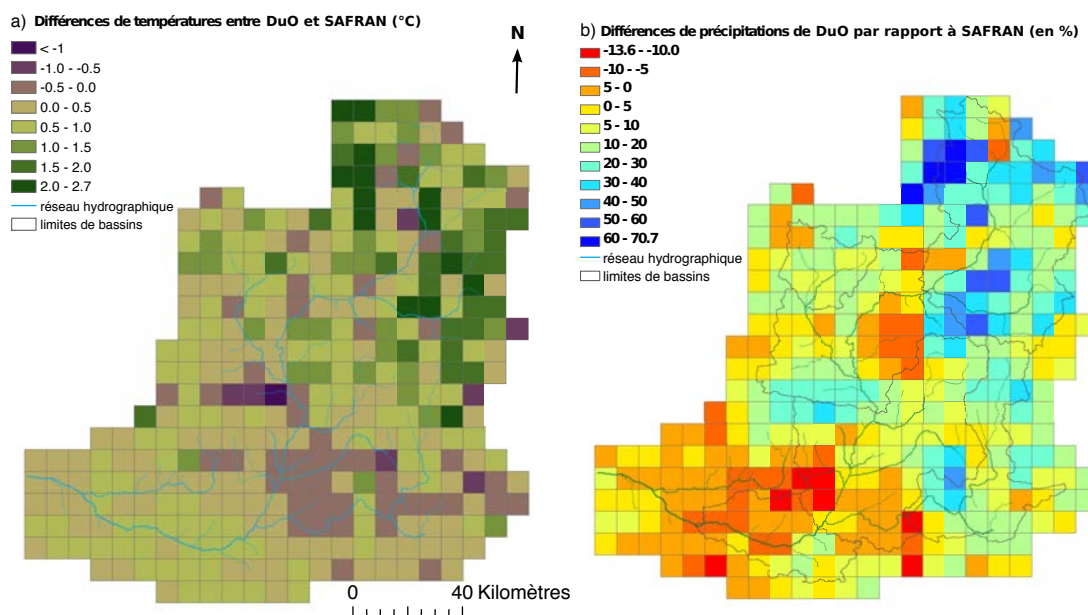 a) Différences de températures entre DuO et SAFRAN (°C)
< -1
-1.0 - -0.5
-0.5 - 0.0
0.0 - 0.5
0.5 - 1.0
1.0 - 1.5
1.5 - 2.0
2.0 - 2.7
réseau hydrographique
limites de bassins
N
0 40 Kilomètres
b) Différences de précipitations de DuO par rapport à SAFRAN (en %)
-13.6 - -10.0
-10 - -5
5 - 0
0 - 5
5 - 10
10 - 20
20 - 30
30 - 40
40 - 50
50 - 60
60 - 70.7
réseau hydrographique
limites de bassins